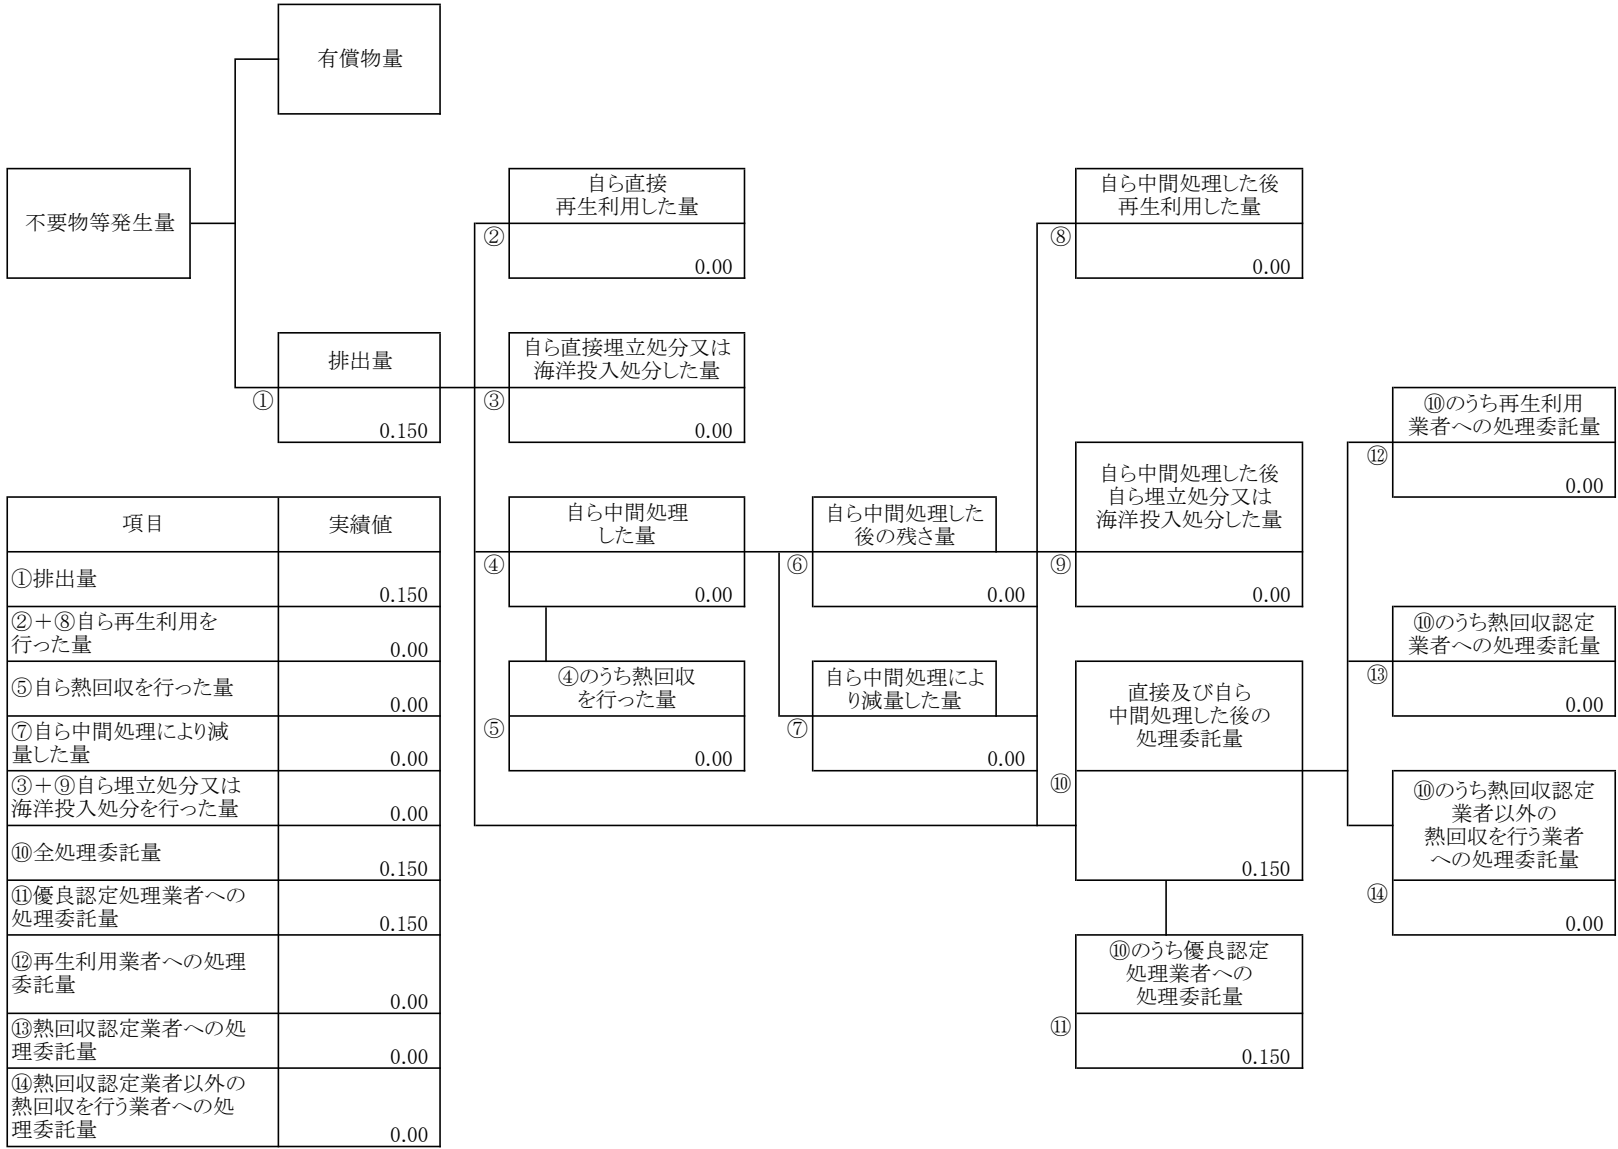 有償物量
不要物等発生量
自ら直接
再生利用した量
②
0.00
自ら中間処理した後
再生利用した量
⑧
0.00
排出量
①
0.150
自ら直接埋立処分又は
海洋投入処分した量
③
0.00
⑩のうち再生利用
業者への処理委託量
⑫
0.00
自ら中間処理
した量
④
0.00
自ら中間処理した
後の残さ量
⑥
0.00
自ら中間処理した後
自ら埋立処分又は
海洋投入処分した量
⑨
0.00
⑩のうち熱回収認定
業者への処理委託量
⑬
0.00
④のうち熱回収
を行った量
⑤
0.00
自ら中間処理によ
り減量した量
⑦
0.00
直接及び自ら
中間処理した後の
処理委託量
⑩
0.150
⑩のうち熱回収認定
業者以外の
熱回収を行う業者
への処理委託量
⑭
0.00
⑩のうち優良認定
処理業者への
処理委託量
⑪
0.150
項目 実績値
①排出量
0.150
②＋⑧自ら再生利用を
行った量
0.00
⑤自ら熱回収を行った量
0.00
⑦自ら中間処理により減
量した量
0.00
③＋⑨自ら埋立処分又は
海洋投入処分を行った量
0.00
⑩全処理委託量
0.150
⑪優良認定処理業者への
処理委託量
0.150
⑫再生利用業者への処理
委託量
0.00
⑬熱回収認定業者への処
理委託量
0.00
⑭熱回収認定業者以外の
熱回収を行う業者への処
理委託量
0.00